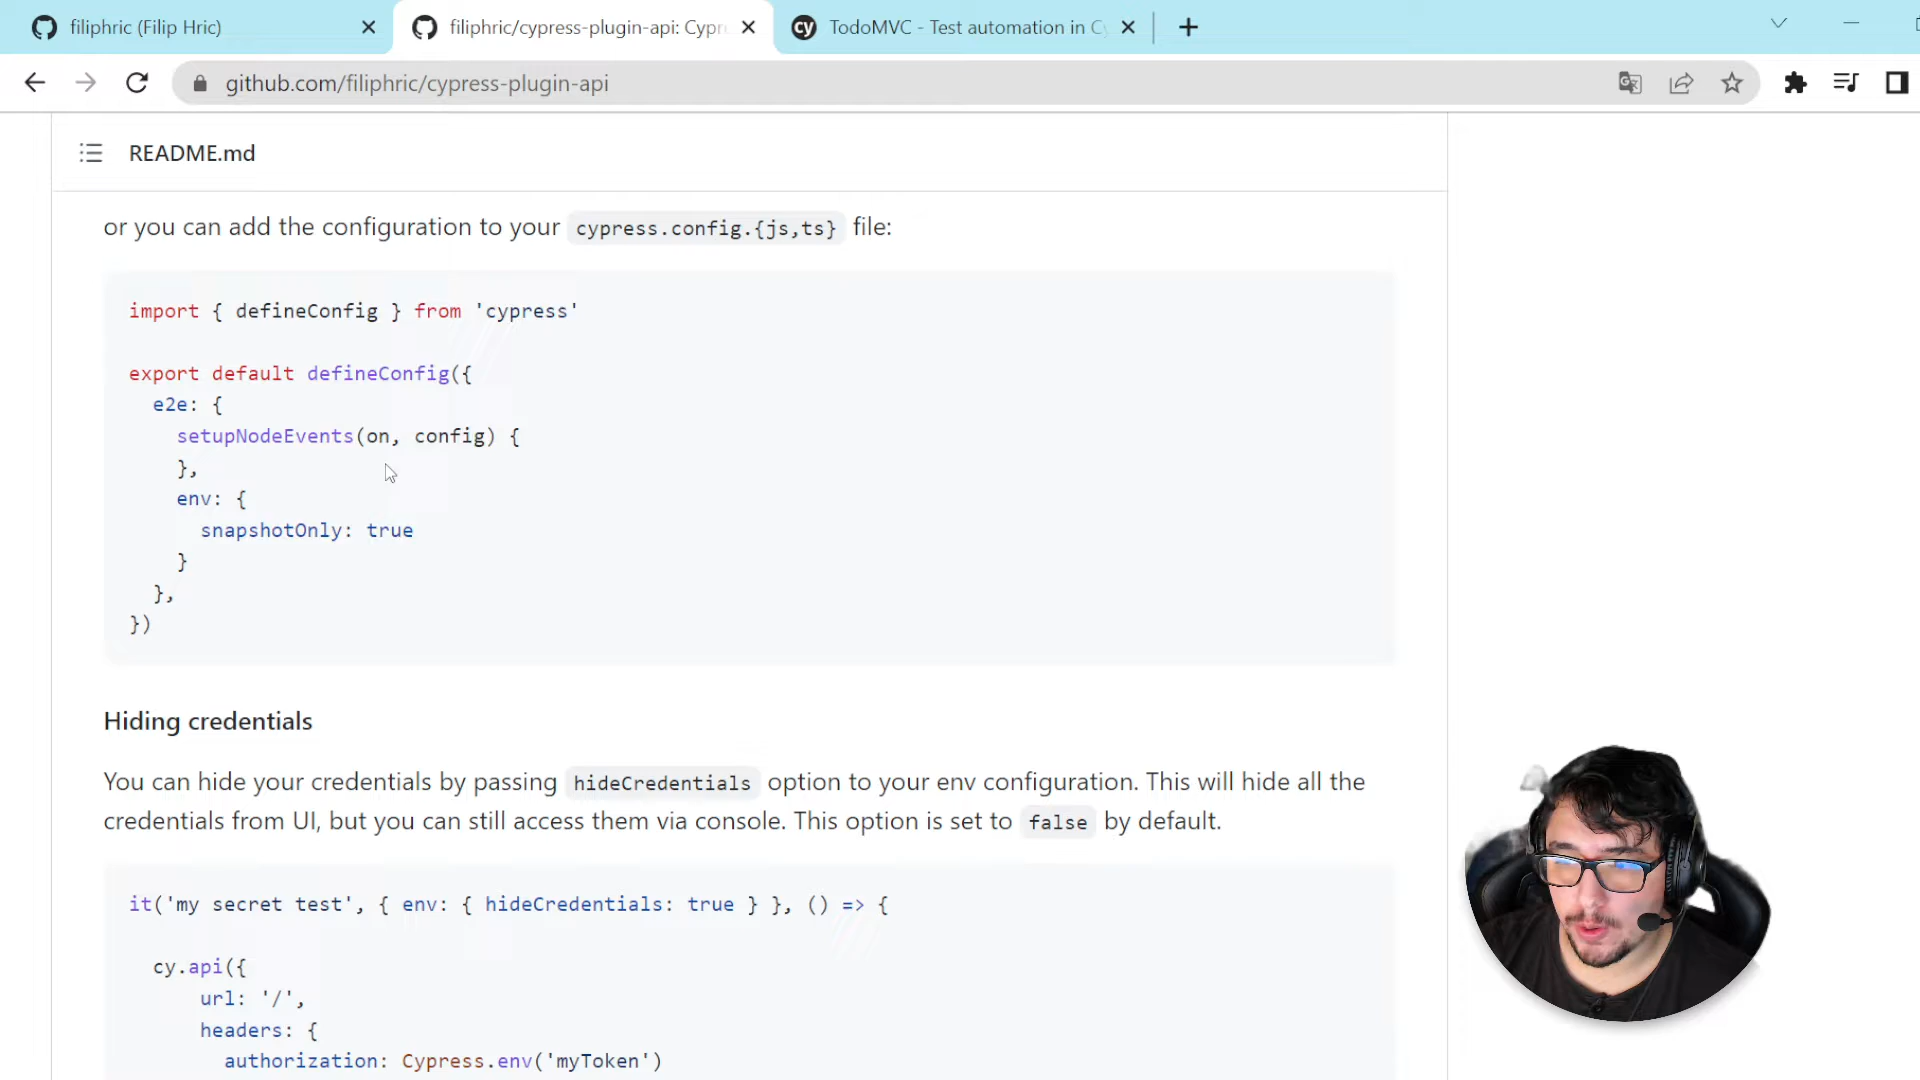 filiphric (Filip Hric)
filiphric/cypress-plugin-api: Cypr
cy TodoMVC - Test automation in C
github.com/filiphric/cypress-plugin-api
README.md
or you can add the configuration to your cypress.config.{js,ts} file:
import { defineConfig } from 'cypress'
export default defineConfig({
  e2e: {
    setupNodeEvents(on, config) {
    },
    env: {
      snapshotOnly: true
    }
  },
})
Hiding credentials
You can hide your credentials by passing hideCredentials option to your env configuration. This will hide all the
credentials from UI, but you can still access them via console. This option is set to false by default.
it('my secret test', { env: { hideCredentials: true } }, () => {
  cy.api({
      url: '/',
      headers: {
        authorization: Cypress.env('myToken')